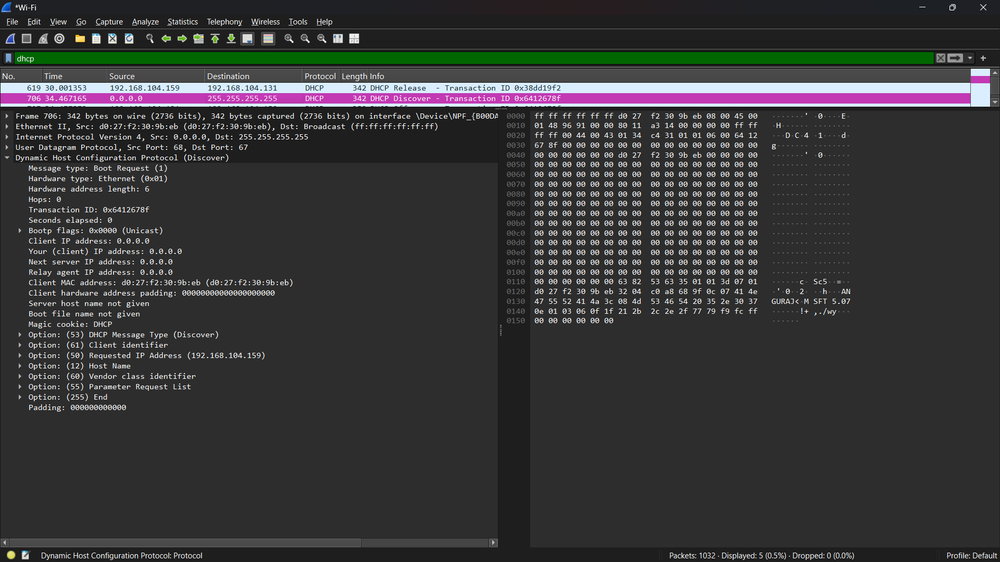 *Wi-Fi
File Edit View Go Capture Analyze Statistics Telephony Wireless Tools Help
dhcp
No. Time Source Destination Protocol Length Info
619 30.001353 192.168.104.159 192.168.104.131 DHCP 342 DHCP Release - Transaction ID 0x38dd19f2
706 34.467165 0.0.0.0 255.255.255.255 DHCP 342 DHCP Discover - Transaction ID 0x6412678f
Frame 706: 342 bytes on wire (2736 bits), 342 bytes captured (2736 bits) on interface \Device\NPF_{B00DA
Ethernet II, Src: d0:27:f2:30:9b:eb (d0:27:f2:30:9b:eb), Dst: Broadcast (ff:ff:ff:ff:ff:ff)
Internet Protocol Version 4, Src: 0.0.0.0, Dst: 255.255.255.255
User Datagram Protocol, Src Port: 68, Dst Port: 67
Dynamic Host Configuration Protocol (Discover)
Message type: Boot Request (1)
Hardware type: Ethernet (0x01)
Hardware address length: 6
Hops: 0
Transaction ID: 0x6412678f
Seconds elapsed: 0
Bootp flags: 0x0000 (Unicast)
Client IP address: 0.0.0.0
Your (client) IP address: 0.0.0.0
Next server IP address: 0.0.0.0
Relay agent IP address: 0.0.0.0
Client MAC address: d0:27:f2:30:9b:eb (d0:27:f2:30:9b:eb)
Client hardware address padding: 00000000000000000000
Server host name not given
Boot file name not given
Magic cookie: DHCP
Option: (53) DHCP Message Type (Discover)
Option: (61) Client identifier
Option: (50) Requested IP Address (192.168.104.159)
Option: (12) Host Name
Option: (60) Vendor class identifier
Option: (55) Parameter Request List
Option: (255) End
Padding: 000000000000
0000 ff ff ff ff ff ff d0 27 f2 30 9b eb 08 00 45 00 ·······' ·0····E·
0010 01 48 96 91 00 00 80 11 a3 14 00 00 00 00 ff ff ·H······ ········
0020 ff ff 00 44 00 43 01 34 c4 31 01 01 06 00 64 12 ···D·C·4 ·1····d·
0030 67 8f 00 00 00 00 00 00 00 00 00 00 00 00 00 00 g······· ········
0040 00 00 00 00 00 00 d0 27 f2 30 9b eb 00 00 00 00 ·······' ·0······
0050 00 00 00 00 00 00 00 00 00 00 00 00 00 00 00 00 ········ ········
0060 00 00 00 00 00 00 00 00 00 00 00 00 00 00 00 00 ········ ········
0070 00 00 00 00 00 00 00 00 00 00 00 00 00 00 00 00 ········ ········
0080 00 00 00 00 00 00 00 00 00 00 00 00 00 00 00 00 ········ ········
0090 00 00 00 00 00 00 00 00 00 00 00 00 00 00 00 00 ········ ········
00a0 00 00 00 00 00 00 00 00 00 00 00 00 00 00 00 00 ········ ········
00b0 00 00 00 00 00 00 00 00 00 00 00 00 00 00 00 00 ········ ········
00c0 00 00 00 00 00 00 00 00 00 00 00 00 00 00 00 00 ········ ········
00d0 00 00 00 00 00 00 00 00 00 00 00 00 00 00 00 00 ········ ········
00e0 00 00 00 00 00 00 00 00 00 00 00 00 00 00 00 00 ········ ········
00f0 00 00 00 00 00 00 00 00 00 00 00 00 00 00 00 00 ········ ········
0100 00 00 00 00 00 00 00 00 00 00 00 00 00 00 00 00 ········ ········
0110 00 00 00 00 00 00 63 82 53 63 35 01 01 3d 07 01 ······c· Sc5··=··
0120 d0 27 f2 30 9b eb 32 04 c0 a8 68 9f 0c 07 41 4e ·'·0··2· ··h···AN
0130 47 55 52 41 4a 3c 08 4d 53 46 54 20 35 2e 30 37 GURAJ<·M SFT 5.07
0140 0e 01 03 06 0f 1f 21 2b 2c 2e 2f 77 79 f9 fc ff ······!+ ,./wy···
0150 00 00 00 00 00 00 ······
Dynamic Host Configuration Protocol: Protocol Packets: 1032 · Displayed: 5 (0.5%) · Dropped: 0 (0.0%) Profile: Default